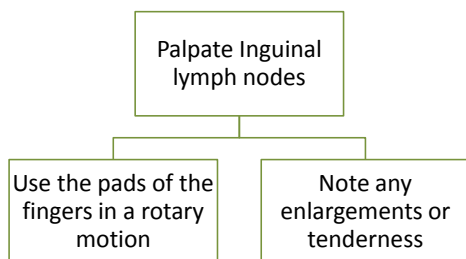 Palpate Inguinal
lymph nodes
Use the pads of the
fingers in a rotary
motion
Note any
enlargements or
tenderness